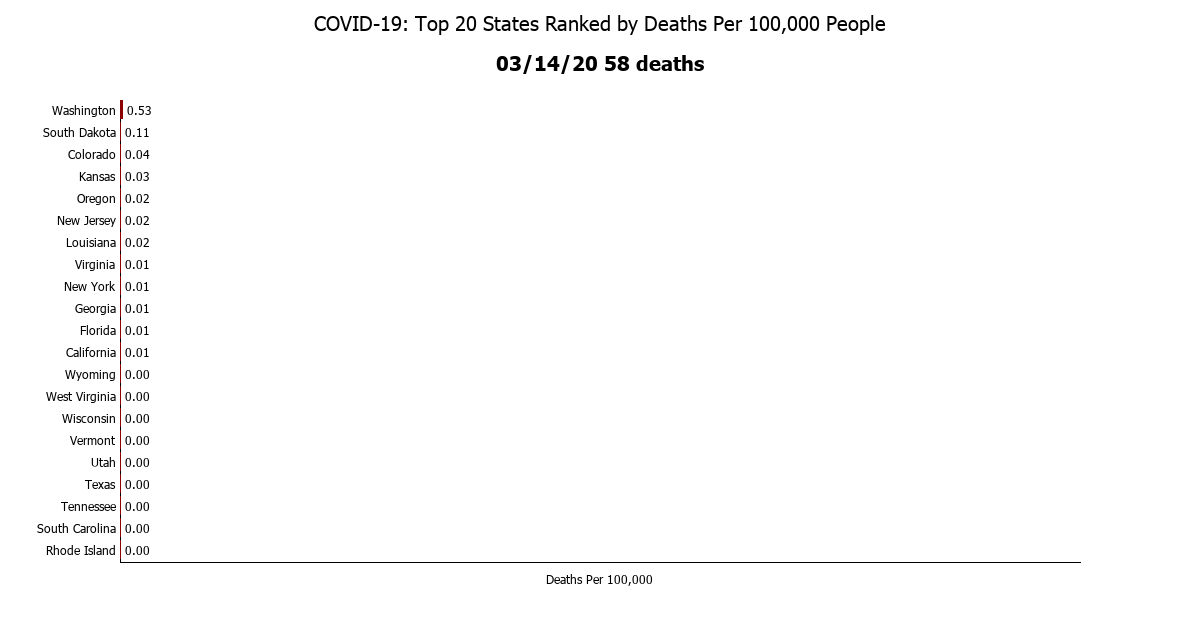 COVID-19: Top 20 States Ranked by Deaths Per 100,000 People
03/14/20 58 deaths
Washington 0.53
South Dakota 0.11
Colorado 0.04
Kansas 0.03
Oregon 0.02
New Jersey 0.02
Louisiana 0.02
Virginia 0.01
New York 0.01
Georgia 0.01
Florida 0.01
California 0.01
Wyoming 0.00
West Virginia 0.00
Wisconsin 0.00
Vermont 0.00
Utah 0.00
Texas 0.00
Tennessee 0.00
South Carolina 0.00
Rhode Island 0.00
Deaths Per 100,000